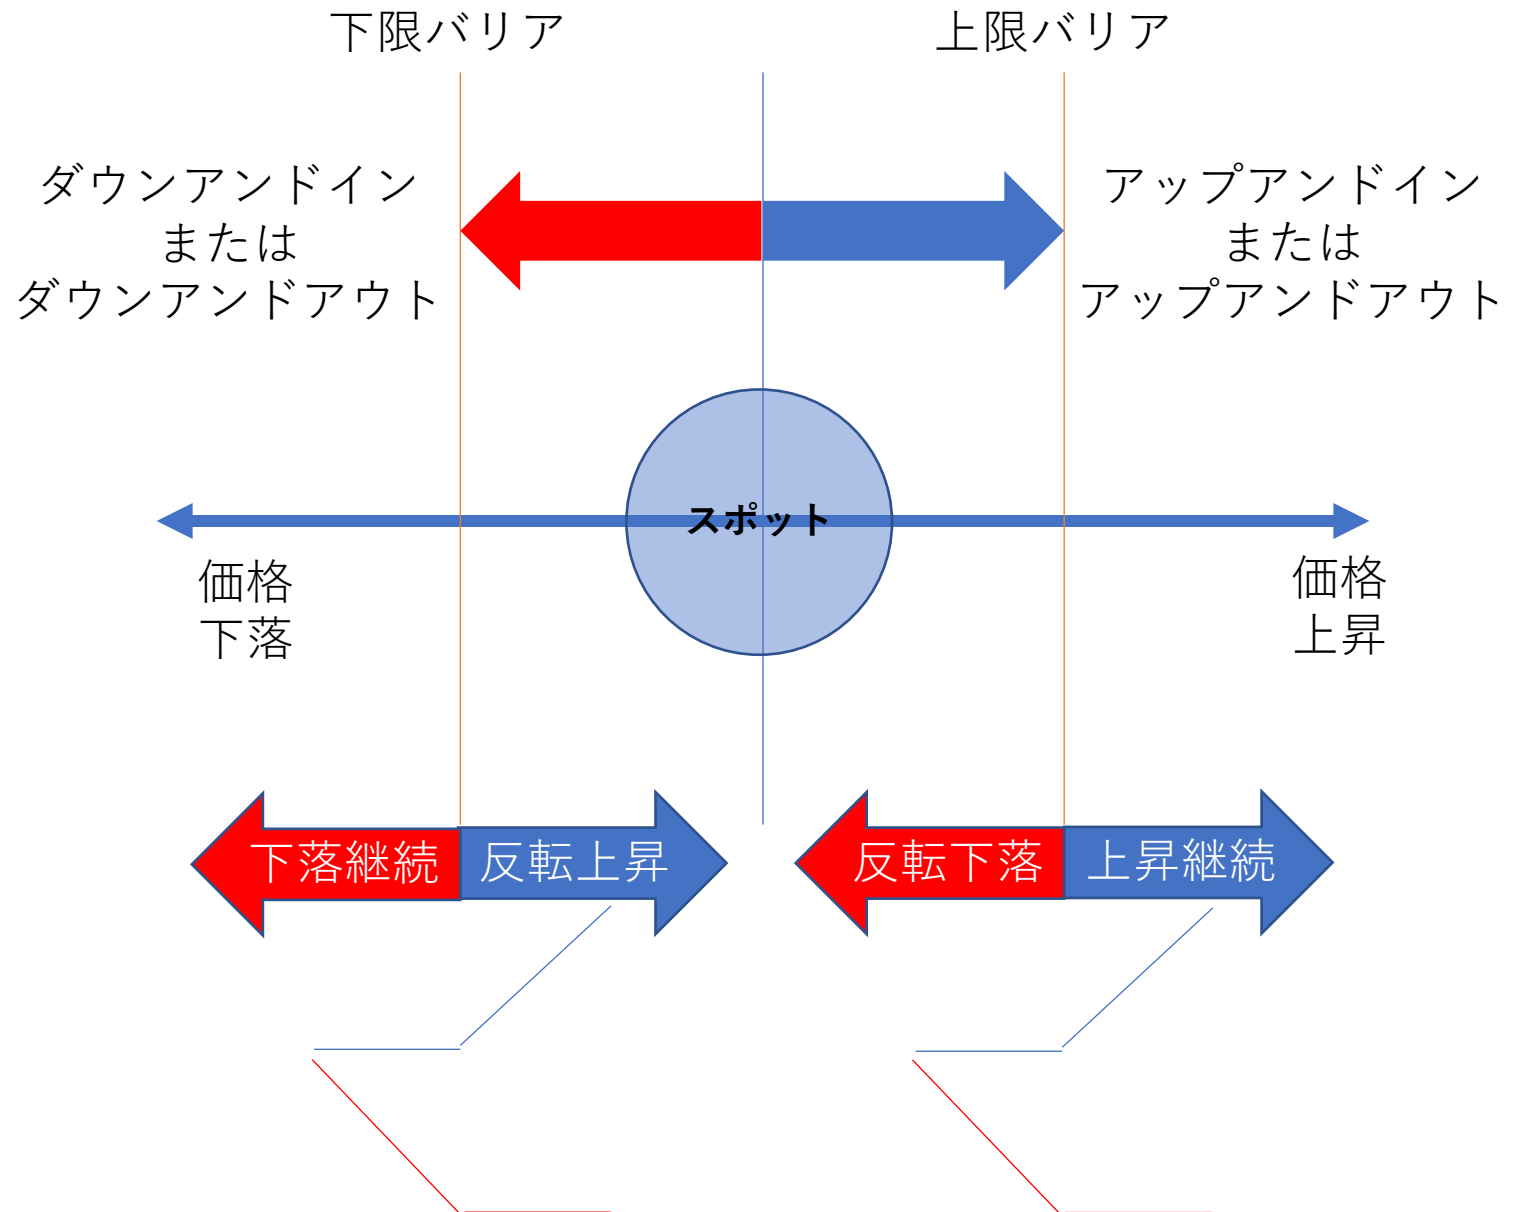 下限バリア
上限バリア
ダウンアンドイン
または
ダウンアンドアウト
アップアンドイン
または
アップアンドアウト
スポット
価格
下落
価格
上昇
下落継続
反転上昇
反転下落
上昇継続